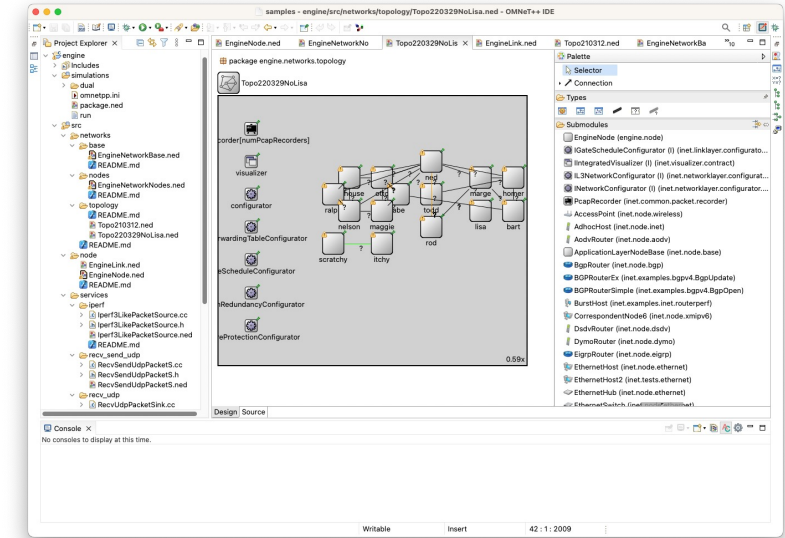 samples - engine/src/networks/topology/Topo220329NoLisa.ned - OMNeT++ IDE
Project Explorer
engine
Includes
simulations
dual
omnetpp.ini
package.ned
run
src
networks
base
EngineNetworkBase.ned
README.md
nodes
EngineNetworkNodes.ned
README.md
topology
README.md
Topo210312.ned
Topo220329NoLisa.ned
README.md
node
EngineLink.ned
EngineNode.ned
README.md
services
iperf
Iperf3LikePacketSource.cc
Iperf3LikePacketSource.h
Iperf3LikePacketSource.ned
README.md
recv_send_udp
RecvSendUdpPacketS.cc
RecvSendUdpPacketS.h
RecvSendUdpPacketS.ned
recv_udp
RecvUdpPacketSink.cc
EngineNode.ned
EngineNetworkNo
Topo220329NoLis
EngineLink.ned
Topo210312.ned
EngineNetworkBa
»10
package engine.networks.topology
Topo220329NoLisa
corder[numPcapRecorders]
visualizer
configurator
rwardingTableConfigurator
eScheduleConfigurator
nRedundancyConfigurator
reProtectionConfigurator
ned
house
otto
marge
homer
ralp
abe
todd
nelson
maggie
lisa
bart
rod
scratchy
itchy
?
0.59x
Design Source
Palette
Selector
Connection
Types
Submodules
EngineNode (engine.node)
IGateScheduleConfigurator (I) (inet.linklayer.configurato...
IIntegratedVisualizer (I) (inet.visualizer.contract)
IL3NetworkConfigurator (I) (inet.networklayer.configurat...
INetworkConfigurator (I) (inet.networklayer.configurator....
PcapRecorder (inet.common.packet.recorder)
AccessPoint (inet.node.wireless)
AdhocHost (inet.node.inet)
AodvRouter (inet.node.aodv)
ApplicationLayerNodeBase (inet.node.base)
BgpRouter (inet.node.bgp)
BGPRouterEx (inet.examples.bgpv4.BgpUpdate)
BGPRouterSimple (inet.examples.bgpv4.BgpOpen)
BurstHost (inet.examples.inet.routerperf)
CorrespondentNode6 (inet.node.xmipv6)
DsdvRouter (inet.node.dsdv)
DymoRouter (inet.node.dymo)
EigrpRouter (inet.node.eigrp)
EthernetHost (inet.node.ethernet)
EthernetHost2 (inet.tests.ethernet)
EthernetHub (inet.node.ethernet)
Console
No consoles to display at this time.
Writable
Insert
42 : 1 : 2009